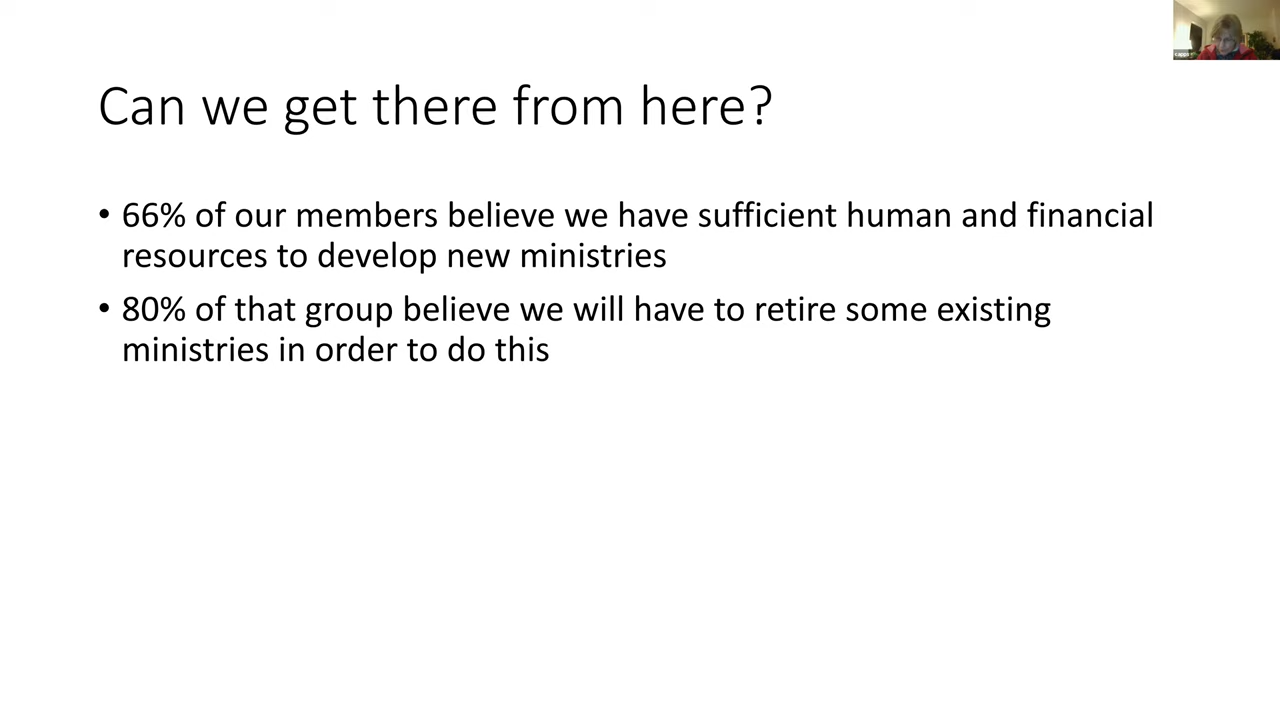 Can we get there from here?
• 66% of our members believe we have sufficient human and financial
resources to develop new ministries
• 80% of that group believe we will have to retire some existing
ministries in order to do this